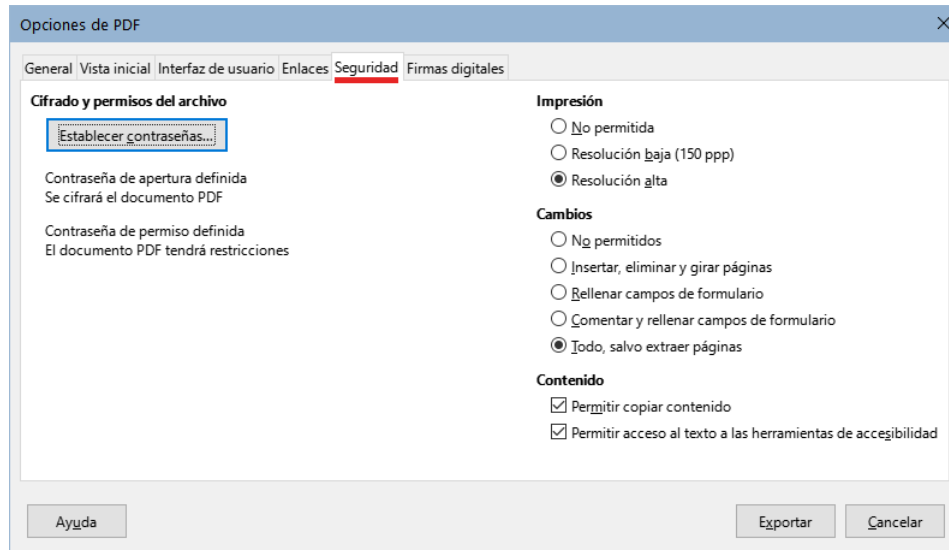 Opciones de PDF
General Vista inicial Interfaz de usuario Enlaces Seguridad Firmas digitales
Cifrado y permisos del archivo
Establecer contraseñas...
Contraseña de apertura definida
Se cifrará el documento PDF
Contraseña de permiso definida
El documento PDF tendrá restricciones
Impresión
No permitida
Resolución baja (150 ppp)
Resolución alta
Cambios
No permitidos
Insertar, eliminar y girar páginas
Rellenar campos de formulario
Comentar y rellenar campos de formulario
Todo, salvo extraer páginas
Contenido
Permitir copiar contenido
Permitir acceso al texto a las herramientas de accesibilidad
Ayuda
Exportar
Cancelar